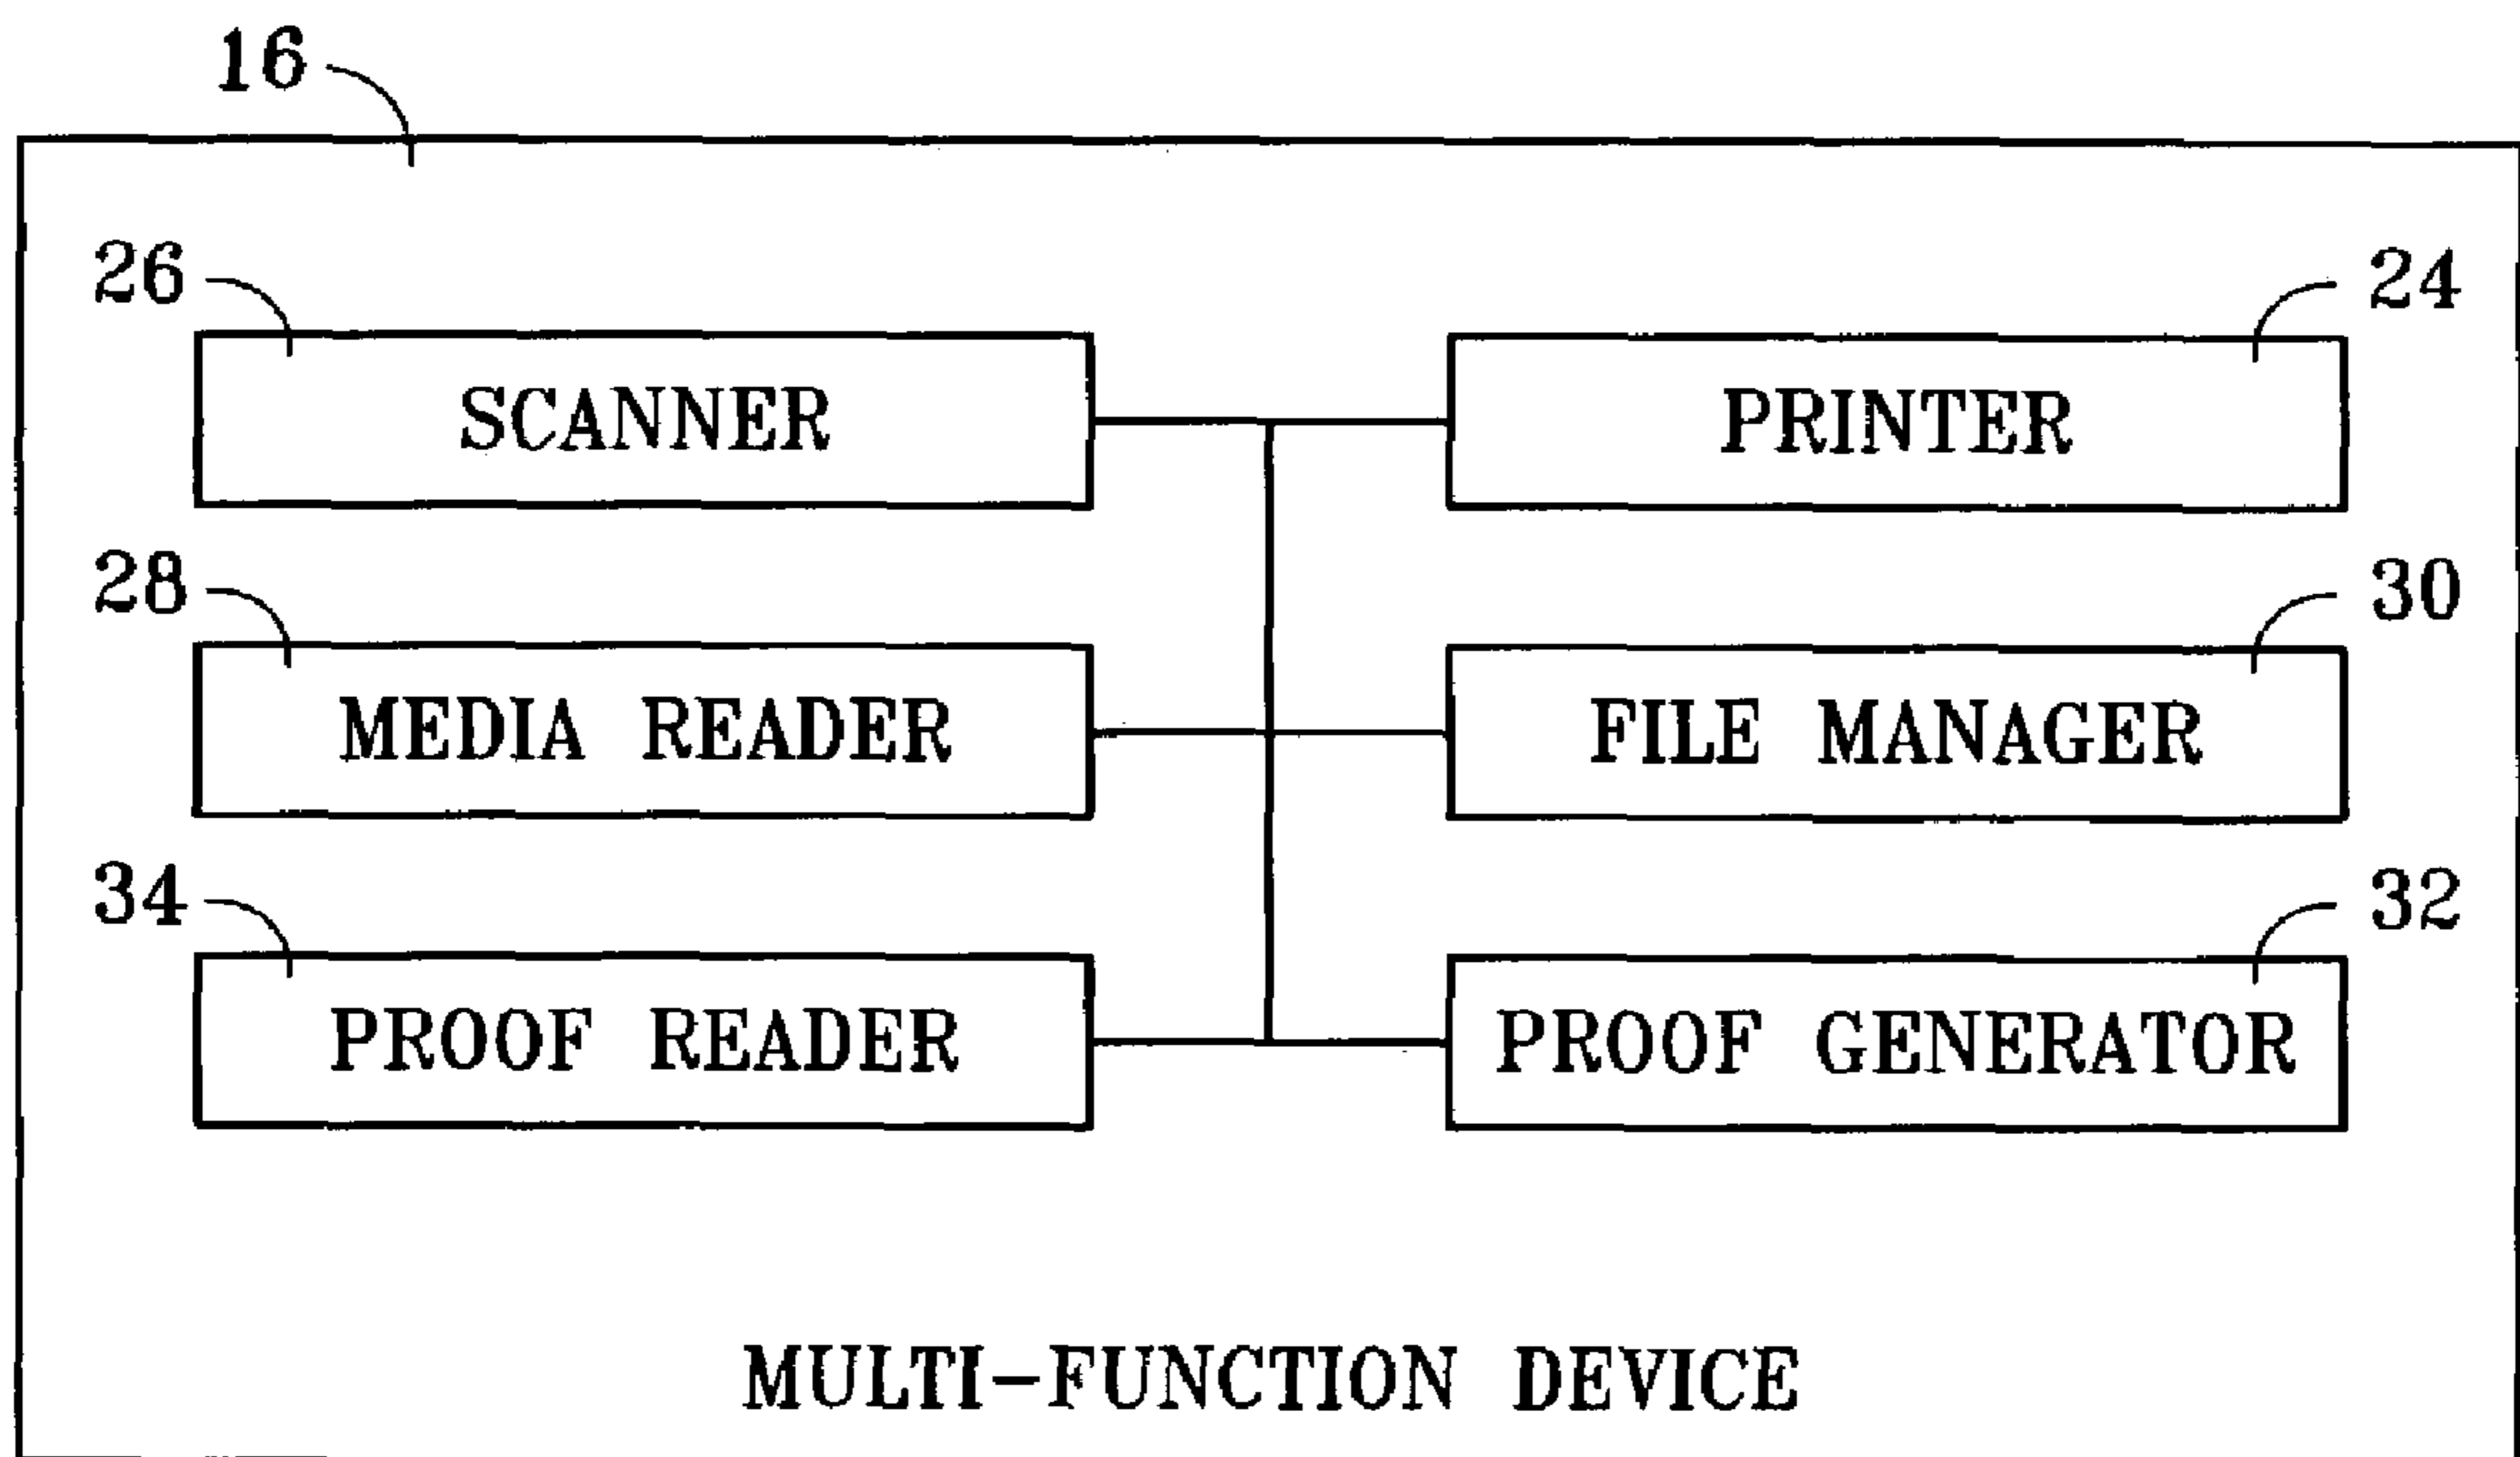 16
26
24
SCANNER
PRINTER
28
30
MEDIA READER
FILE MANAGER
34
32
PROOF READER
PROOF GENERATOR
MULTI-FUNCTION DEVICE